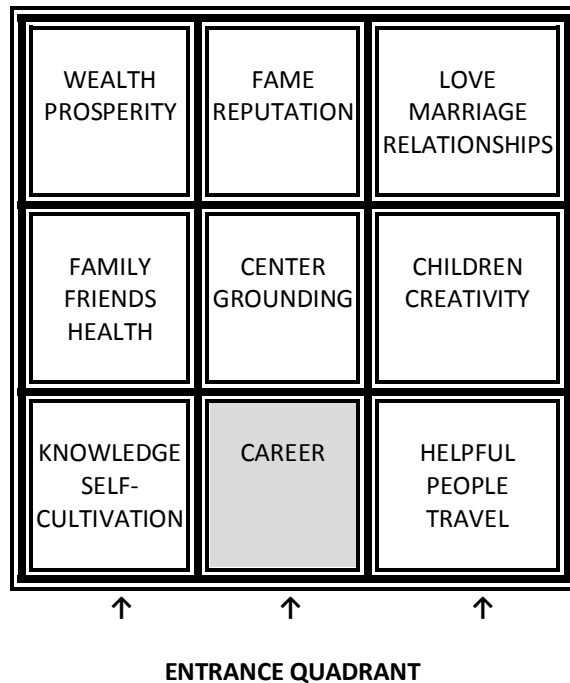 WEALTH
PROSPERITY
FAME
REPUTATION
LOVE
MARRIAGE
RELATIONSHIPS
FAMILY
FRIENDS
HEALTH
CENTER
GROUNDING
CHILDREN
CREATIVITY
KNOWLEDGE
SELF-
CULTIVATION
CAREER
HELPFUL
PEOPLE
TRAVEL
↑ ↑ ↑
ENTRANCE QUADRANT